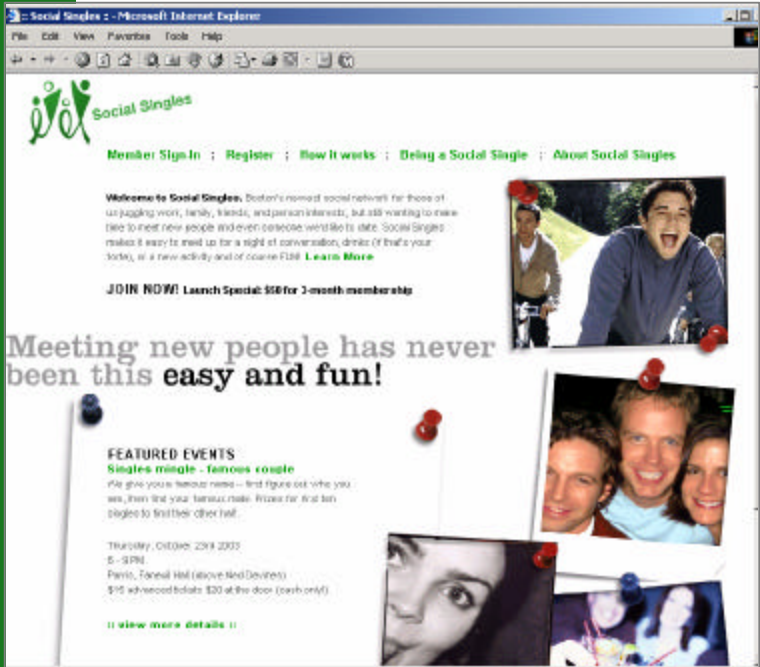 :: Social Singles :: - Microsoft Internet Explorer
File Edit View Favorites Tools Help
Social Singles
Member Sign-In : Register : How it works : Being a Social Single : About Social Singles
Welcome to Social Singles, Boston's newest social network for those of
us juggling work, family, friends, and person interests, but still wanting to make
time to meet new people and even someone we'd like to date. Social Singles
makes it easy to meet up for a night of conversation, drinks (if that's your
forte), or a new activity and of course FUN! Learn More
JOIN NOW! Launch Special: $50 for 3-month membership
Meeting new people has never
been this easy and fun!
FEATURED EVENTS
Singles mingle - famous couple
We give you a famous name – first figure out who you
are, then find your famous mate. Prizes for first ten
singles to find their other half.
Thursday, October 23rd 2003
6 - 9 PM
Parris, Faneuil Hall (above Ned Devines)
$15 advanced tickets $20 at the door (cash only!)
:: view more details ::